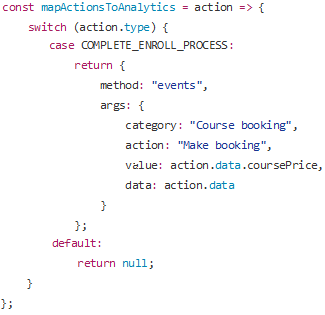 const mapActionsToAnalytics = action => {
    switch (action.type) {
        case COMPLETE_ENROLL_PROCESS:
            return {
                method: "events",
                args: {
                    category: "Course booking",
                    action: "Make booking",
                    value: action.data.coursePrice,
                    data: action.data
                }
            };
        default:
            return null;
    }
};